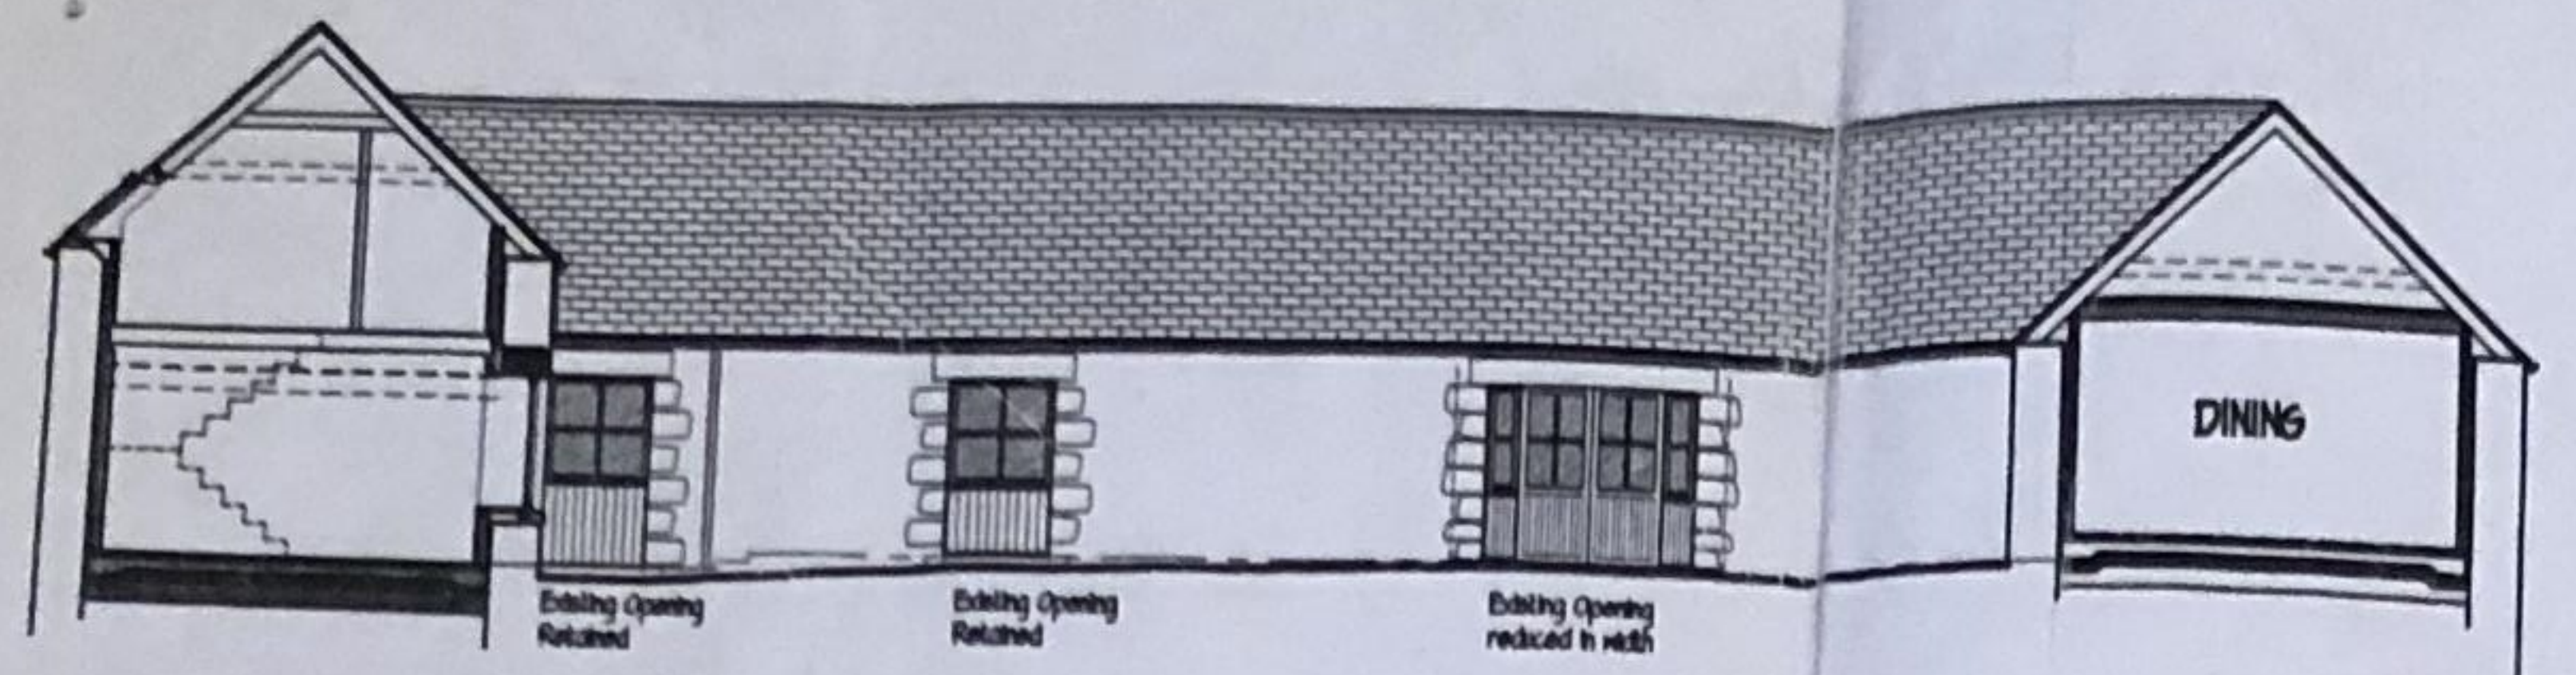 DINING
Existing Opening
Retained
Existing Opening
Retained
Existing Opening
reduced in width